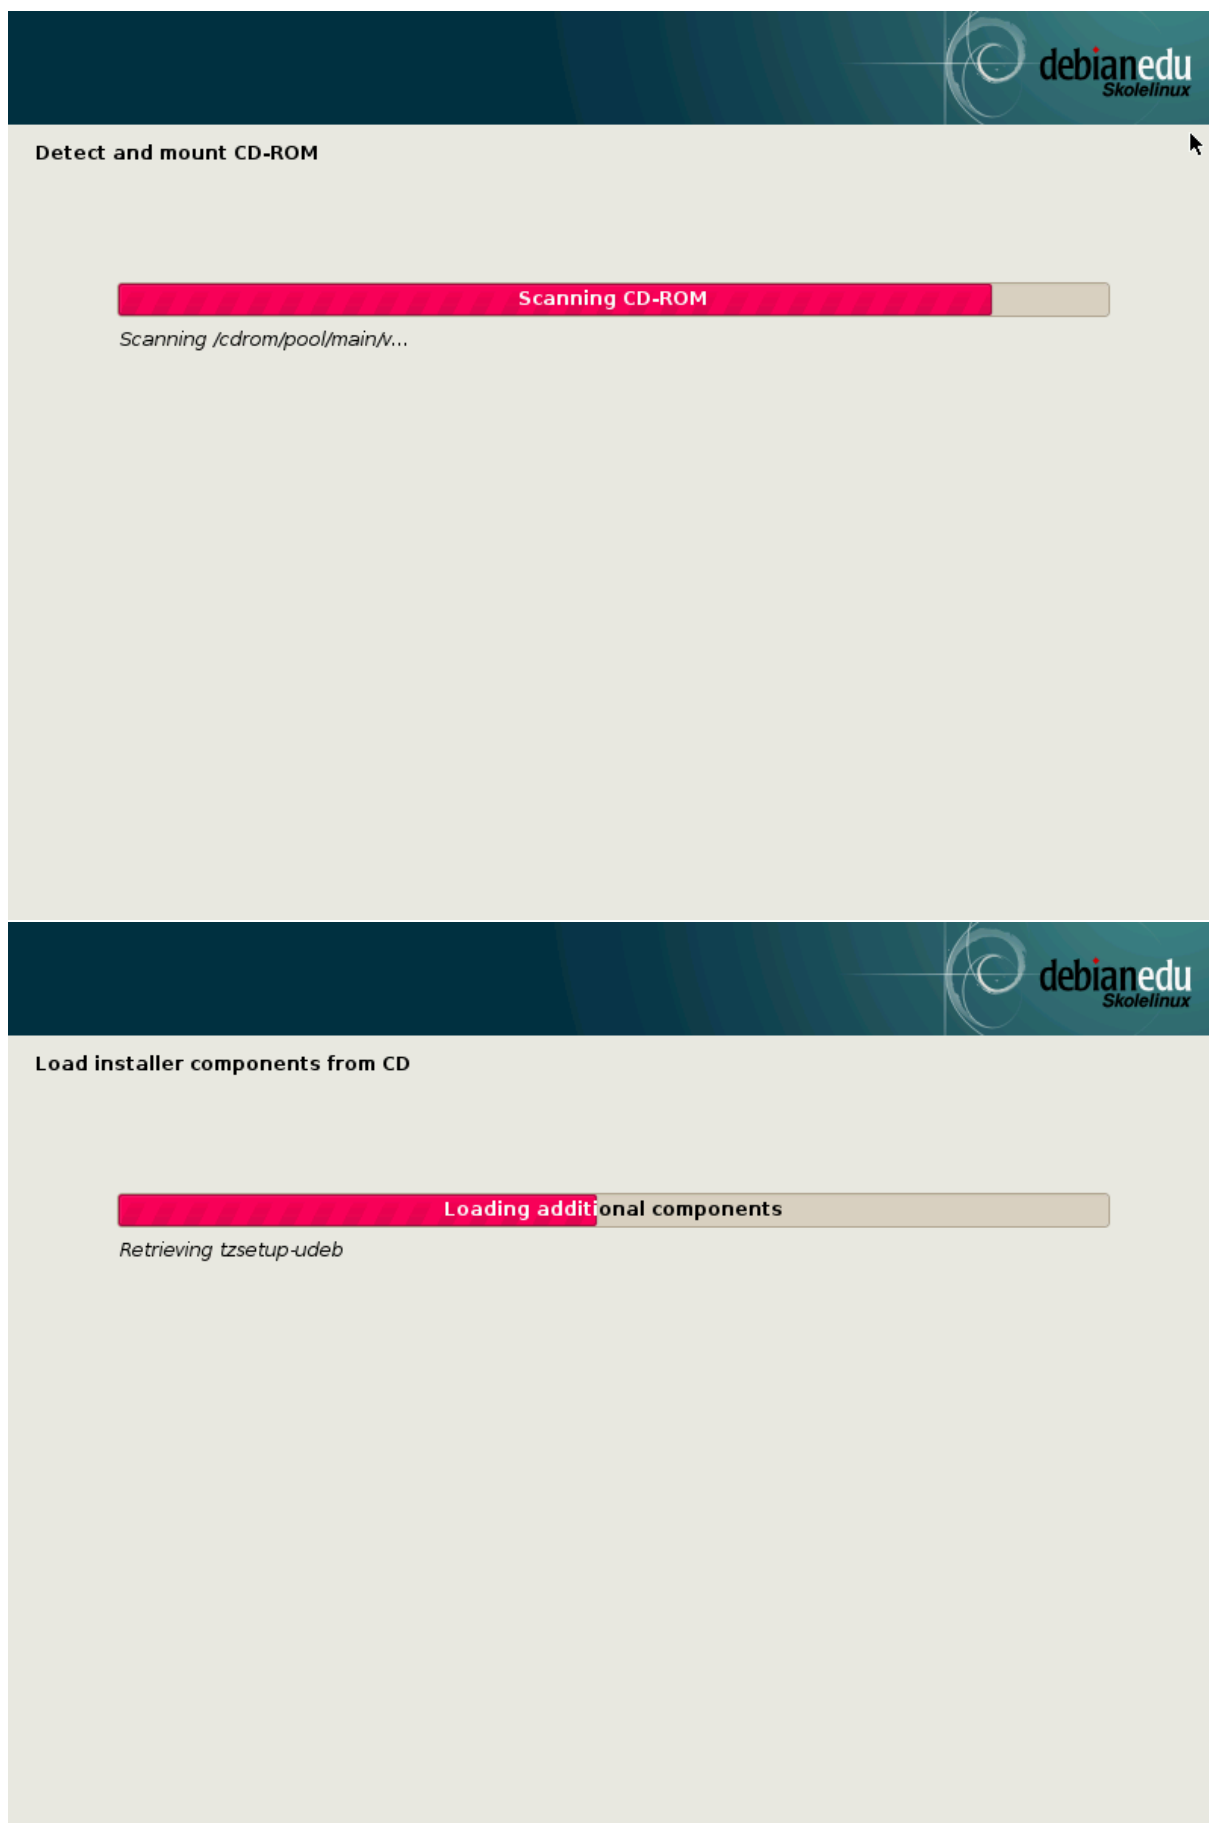 debianedu
Skolelinux
Detect and mount CD-ROM
Scanning CD-ROM
Scanning /cdrom/pool/main/v...
debianedu
Skolelinux
Load installer components from CD
Loading additional components
Retrieving tzsetup-udeb